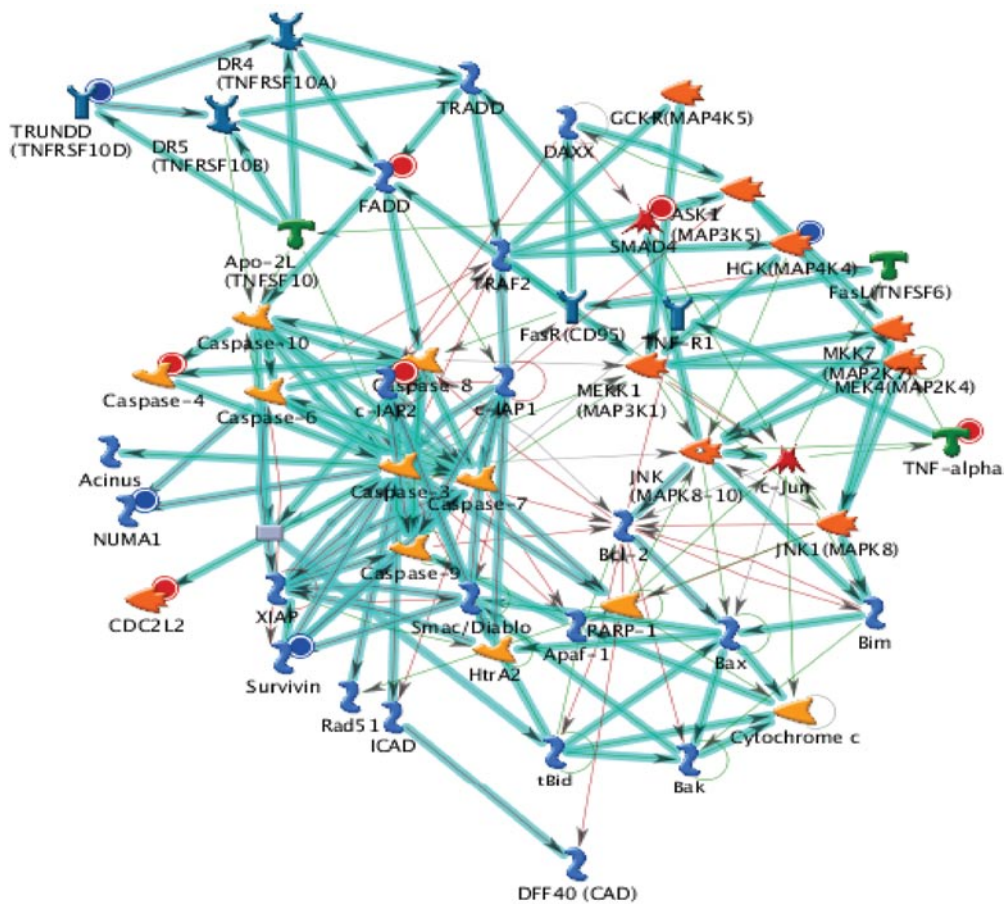 DR4
(TNFRSF10A)
TRUNDD
(TNFRSF10D)
DR5
(TNFRSF10B)
TRADD
GCKR(MAP4K5)
DAXX
FADD
ASK1
(MAP3K5)
SMAD4
Apo-2L
(TNFSF10)
TRAF2
HGK(MAP4K4)
FasL(TNFSF6)
Caspase-10
FasR(CD95)
TNF-R1
MKK7
(MAP2K7)
MEK4(MAP2K4)
Caspase-4
Caspase-6
Caspase-8
c-IAP2
c-IAP1
MEKK1
(MAP3K1)
TNF-alpha
Acinus
Caspase-3
Caspase-7
JNK
(MAPK8-10)
c-Jun
NUMA1
Bcl-2
JNK1(MAPK8)
Caspase-9
CDC2L2
XIAP
Smac/Diablo
PARP-1
Apaf-1
Bim
Bax
Survivin
HtrA2
Rad51
ICAD
Cytochrome c
tBid
Bak
DFF40 (CAD)